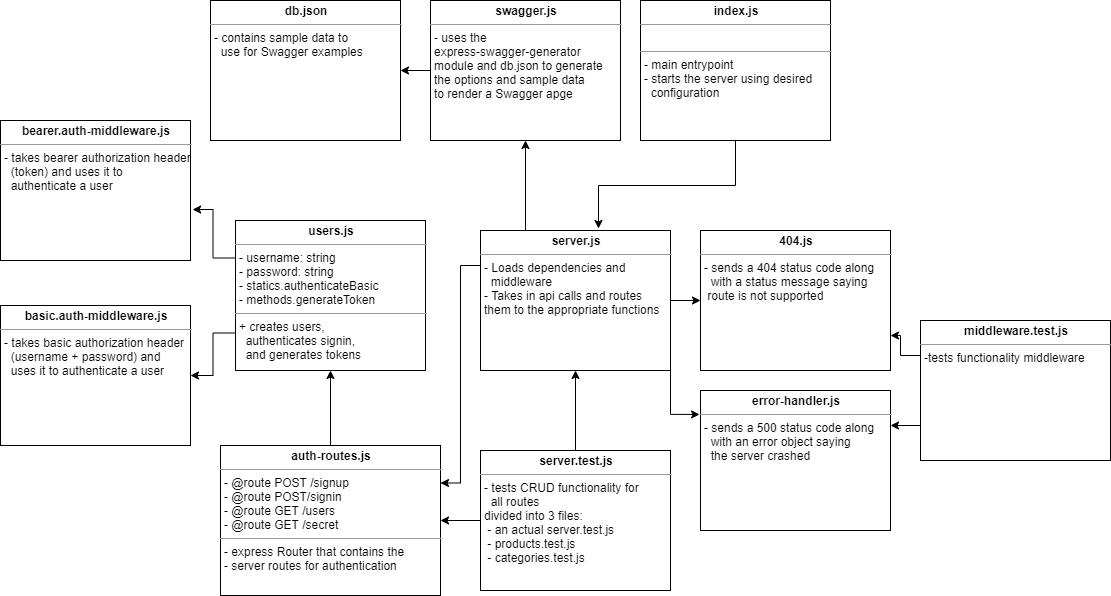 db.json
- contains sample data to
use for Swagger examples
swagger.js
- uses the
express-swagger-generator
module and db.json to generate
the options and sample data
to render a Swagger apge
index.js
- main entrypoint
- starts the server using desired
configuration
bearer.auth-middleware.js
- takes bearer authorization header
(token) and uses it to
authenticate a user
users.js
- username: string
- password: string
- statics.authenticateBasic
- methods.generateToken
+ creates users,
authenticates signin,
and generates tokens
server.js
- Loads dependencies and
middleware
- Takes in api calls and routes
them to the appropriate functions
404.js
- sends a 404 status code along
with a status message saying
route is not supported
basic.auth-middleware.js
- takes basic authorization header
(username + password) and
uses it to authenticate a user
middleware.test.js
-tests functionality middleware
error-handler.js
- sends a 500 status code along
with an error object saying
the server crashed
auth-routes.js
- @route POST /signup
- @route POST/signin
- @route GET /users
- @route GET /secret
- express Router that contains the
- server routes for authentication
server.test.js
- tests CRUD functionality for
all routes
divided into 3 files:
- an actual server.test.js
- products.test.js
- categories.test.js